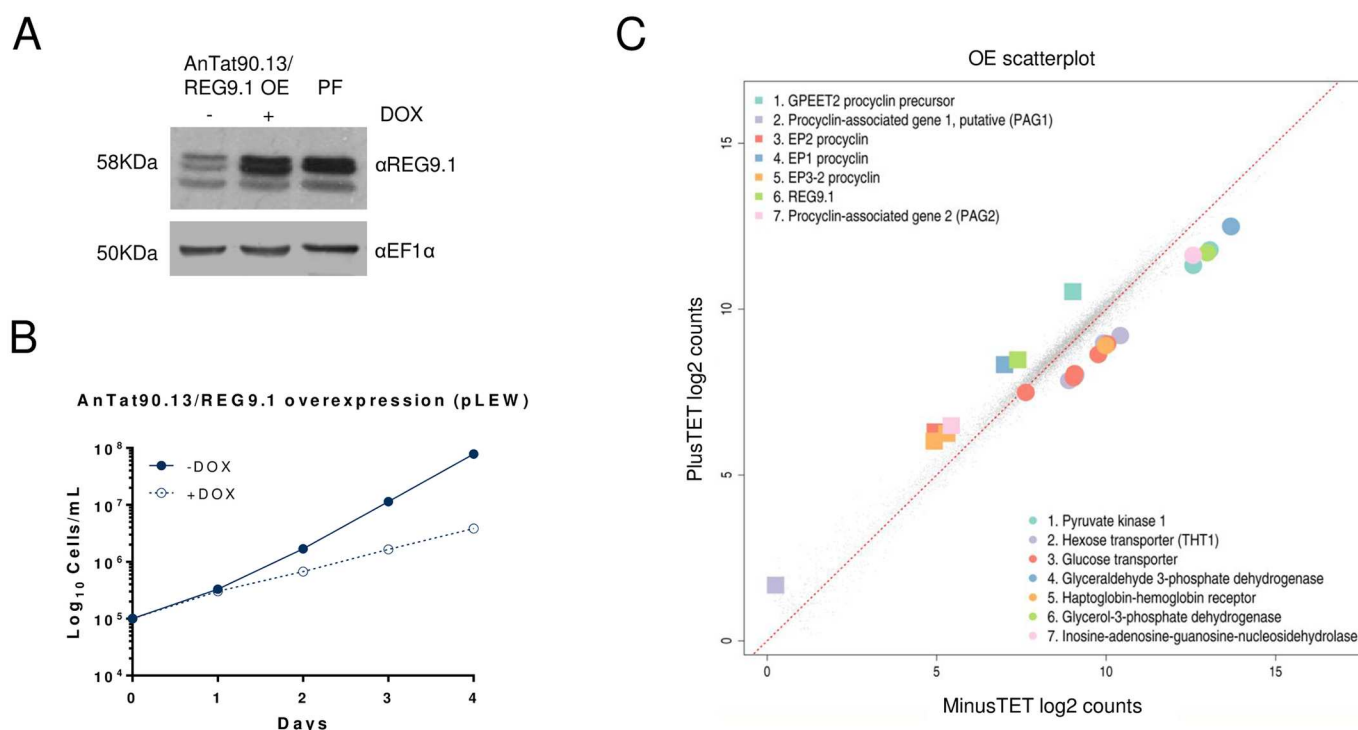 A
AnTat90.13/
REG9.1 OE PF
- + DOX
58KDa αREG9.1
50KDa αEF1α
B
AnTat90.13/REG9.1 overexpression (pLEW)
Log10 Cells/mL
10^8
10^7
10^6
10^5
10^4
-DOX
+DOX
0 1 2 3 4
Days
C
OE scatterplot
PlusTET log2 counts
15
10
5
0
1. GPEET2 procyclin precursor
2. Procyclin-associated gene 1, putative (PAG1)
3. EP2 procyclin
4. EP1 procyclin
5. EP3-2 procyclin
6. REG9.1
7. Procyclin-associated gene 2 (PAG2)
1. Pyruvate kinase 1
2. Hexose transporter (THT1)
3. Glucose transporter
4. Glyceraldehyde 3-phosphate dehydrogenase
5. Haptoglobin-hemoglobin receptor
6. Glycerol-3-phosphate dehydrogenase
7. Inosine-adenosine-guanosine-nucleosidehydrolase
0 5 10 15
MinusTET log2 counts